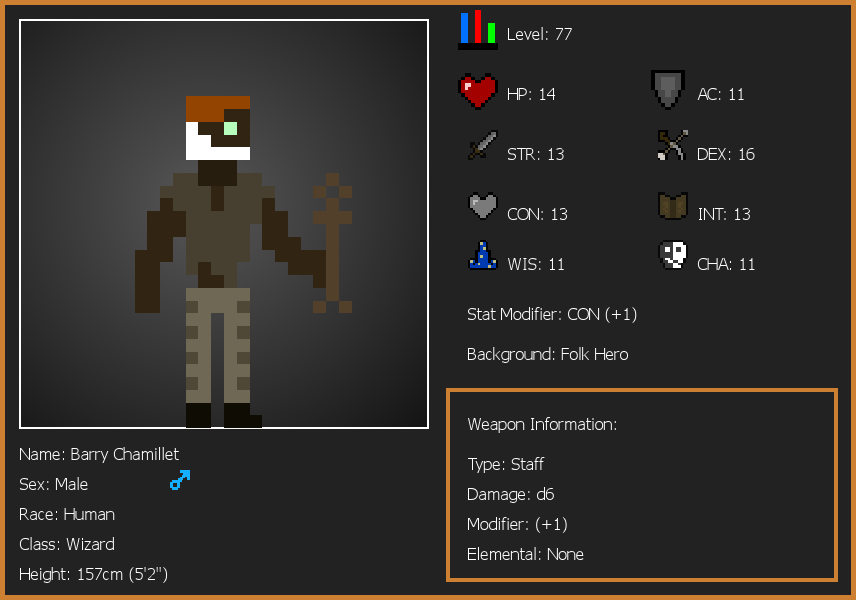 Level: 77
HP: 14
AC: 11
STR: 13
DEX: 16
CON: 13
INT: 13
WIS: 11
CHA: 11
Stat Modifier: CON (+1)
Background: Folk Hero
Weapon Information:
Type: Staff
Damage: d6
Modifier: (+1)
Elemental: None
Name: Barry Chamillet
Sex: Male
Race: Human
Class: Wizard
Height: 157cm (5'2")